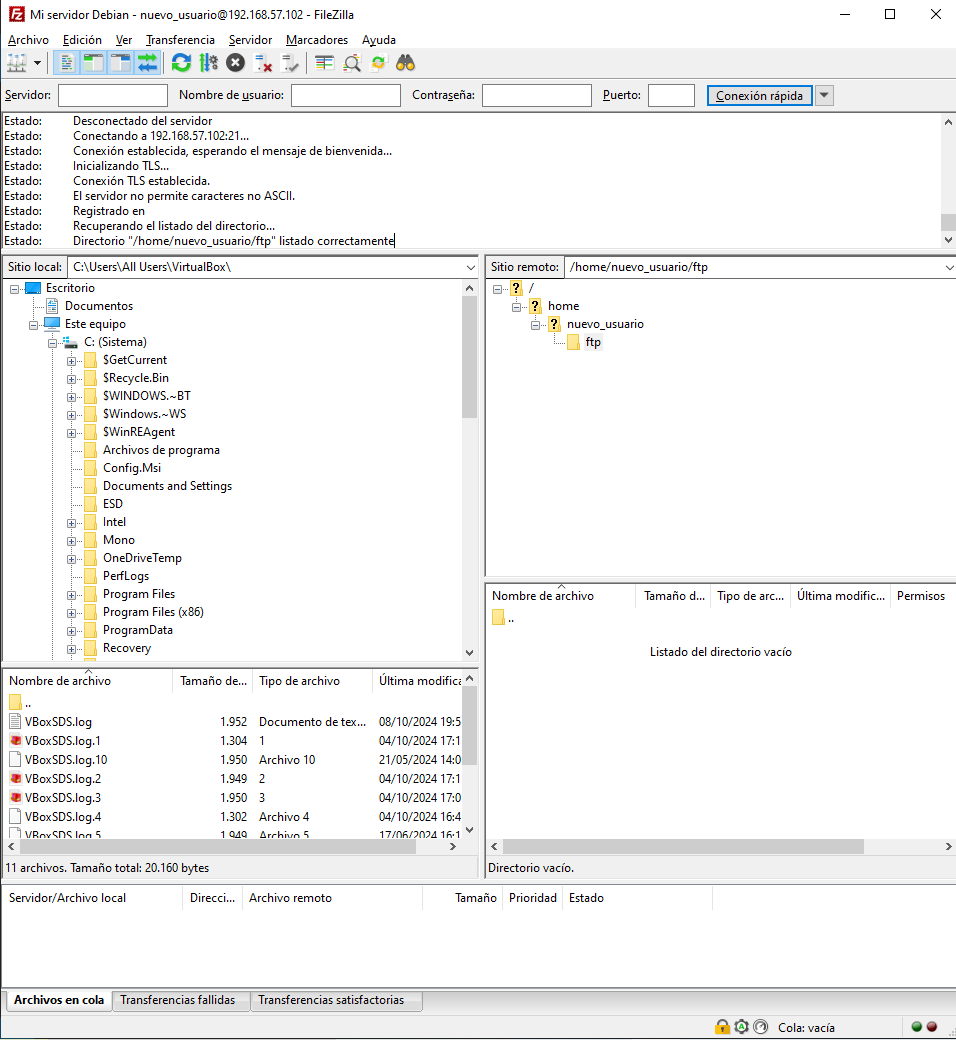 Mi servidor Debian - nuevo_usuario@192.168.57.102 - FileZilla
Archivo Edición Ver Transferencia Servidor Marcadores Ayuda
Servidor: Nombre de usuario: Contraseña: Puerto: Conexión rápida
Estado: Desconectado del servidor
Estado: Conectando a 192.168.57.102:21...
Estado: Conexión establecida, esperando el mensaje de bienvenida...
Estado: Inicializando TLS...
Estado: Conexión TLS establecida.
Estado: El servidor no permite caracteres no ASCII.
Estado: Registrado en
Estado: Recuperando el listado del directorio...
Estado: Directorio "/home/nuevo_usuario/ftp" listado correctamente
Sitio local: C:\Users\All Users\VirtualBox\
Escritorio
Documentos
Este equipo
C: (Sistema)
$GetCurrent
$Recycle.Bin
$WINDOWS.~BT
$Windows.~WS
$WinREAgent
Archivos de programa
Config.Msi
Documents and Settings
ESD
Intel
Mono
OneDriveTemp
PerfLogs
Program Files
Program Files (x86)
ProgramData
Recovery
Nombre de archivo Tamaño de... Tipo de archivo Última modifica
..
VBoxSDS.log 1.952 Documento de tex... 08/10/2024 19:5
VBoxSDS.log.1 1.304 1 04/10/2024 17:1
VBoxSDS.log.10 1.950 Archivo 10 21/05/2024 14:0
VBoxSDS.log.2 1.949 2 04/10/2024 17:1
VBoxSDS.log.3 1.950 3 04/10/2024 17:0
VBoxSDS.log.4 1.302 Archivo 4 04/10/2024 16:4
VBoxSDS.log.5 1.949 Archivo 5 17/06/2024 16:1
11 archivos. Tamaño total: 20.160 bytes
Sitio remoto: /home/nuevo_usuario/ftp
/
home
nuevo_usuario
ftp
Nombre de archivo Tamaño d... Tipo de arc... Última modific... Permisos
..
Listado del directorio vacío
Directorio vacío.
Servidor/Archivo local Direcci... Archivo remoto Tamaño Prioridad Estado
Archivos en cola Transferencias fallidas Transferencias satisfactorias
Cola: vacía